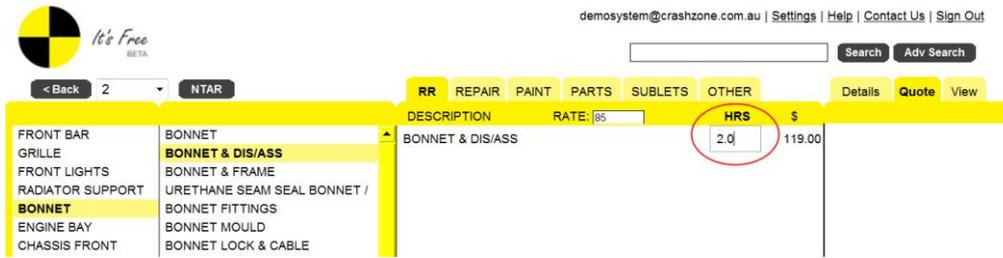 demosystem@crashzone.com.au | Settings | Help | Contact Us | Sign Out
It's Free
BETA
Search Adv Search
< Back 2 NTAR
RR REPAIR PAINT PARTS SUBLETS OTHER
Details Quote View
DESCRIPTION RATE: 85 HRS $
FRONT BAR
GRILLE
FRONT LIGHTS
RADIATOR SUPPORT
BONNET
ENGINE BAY
CHASSIS FRONT
BONNET
BONNET & DIS/ASS
BONNET & FRAME
URETHANE SEAM SEAL BONNET /
BONNET FITTINGS
BONNET MOULD
BONNET LOCK & CABLE
BONNET & DIS/ASS 2.0 119.00